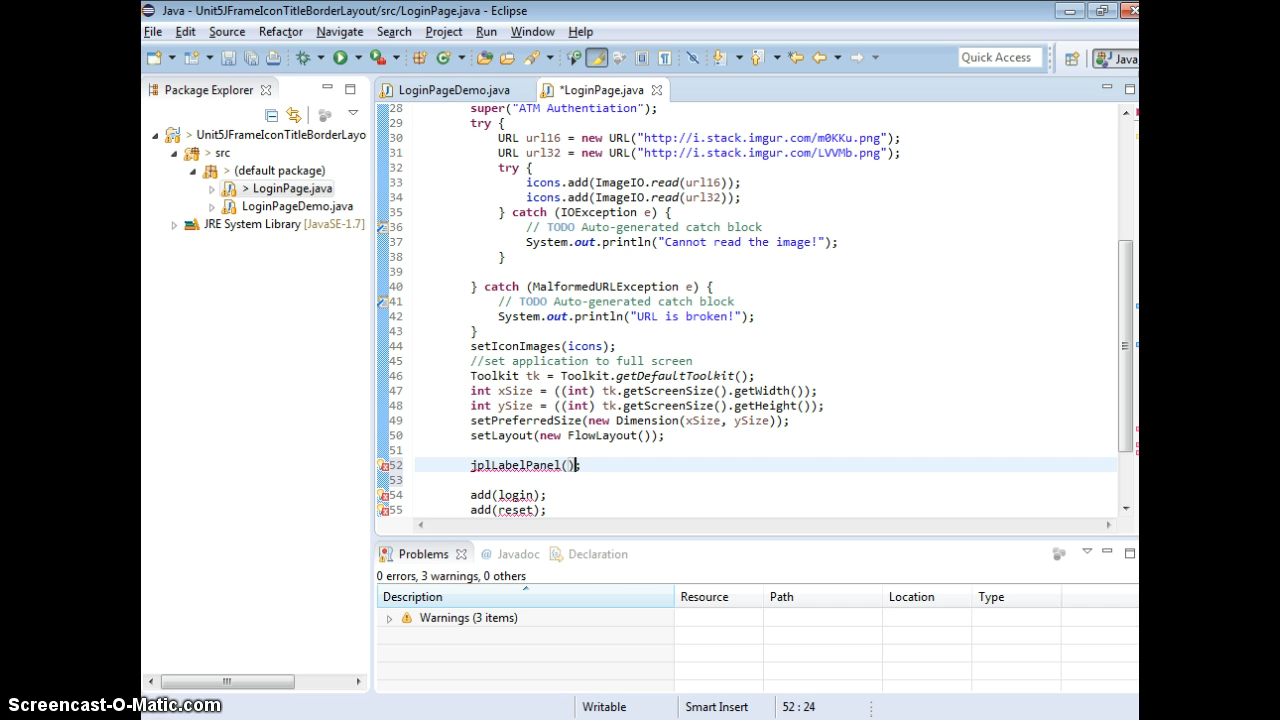 Java - Unit5JFrameIconTitleBorderLayout/src/LoginPage.java - Eclipse
File Edit Source Refactor Navigate Search Project Run Window Help
Quick Access
Java
Package Explorer
LoginPageDemo.java
*LoginPage.java
> Unit5JFrameIconTitleBorderLayo
> src
> (default package)
> LoginPage.java
LoginPageDemo.java
JRE System Library [JavaSE-1.7]
28 super("ATM Authentiation");
29 try {
30 URL url16 = new URL("http://i.stack.imgur.com/m0KKu.png");
31 URL url32 = new URL("http://i.stack.imgur.com/LVVMb.png");
32 try {
33 icons.add(ImageIO.read(url16));
34 icons.add(ImageIO.read(url32));
35 } catch (IOException e) {
36 // TODO Auto-generated catch block
37 System.out.println("Cannot read the image!");
38 }
39
40 } catch (MalformedURLException e) {
41 // TODO Auto-generated catch block
42 System.out.println("URL is broken!");
43 }
44 setIconImages(icons);
45 //set application to full screen
46 Toolkit tk = Toolkit.getDefaultToolkit();
47 int xSize = ((int) tk.getScreenSize().getWidth());
48 int ySize = ((int) tk.getScreenSize().getHeight());
49 setPreferredSize(new Dimension(xSize, ySize));
50 setLayout(new FlowLayout());
51
52 jplLabelPanel();
53
54 add(login);
55 add(reset);
Problems @ Javadoc Declaration
0 errors, 3 warnings, 0 others
Description Resource Path Location Type
Warnings (3 items)
Writable Smart Insert 52 : 24
Screencast-O-Matic.com